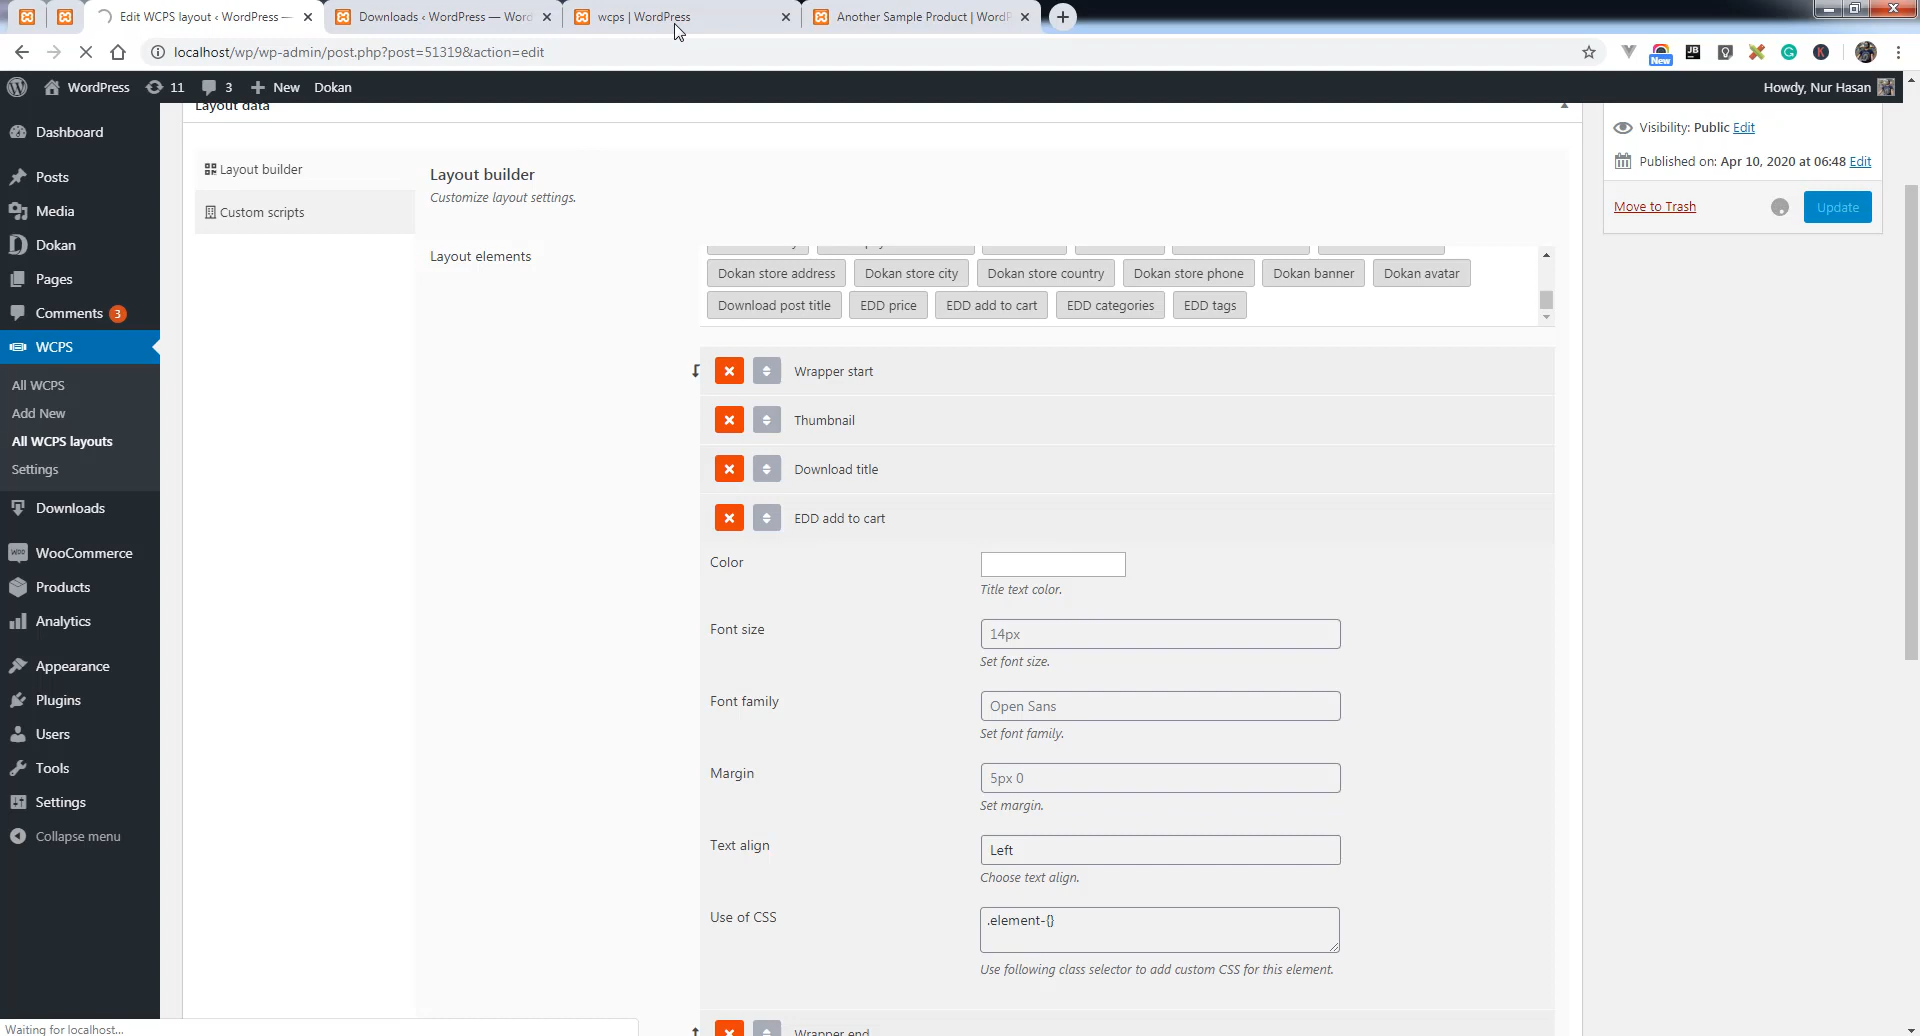 Edit WCPS layout ‹ WordPress —
Downloads ‹ WordPress — Word
wcps | WordPress
Another Sample Product | WordP
localhost/wp/wp-admin/post.php?post=51319&action=edit
New
WordPress
11
3
New
Dokan
Howdy, Nur Hasan
Dashboard
Posts
Media
Dokan
Pages
Comments 3
WCPS
All WCPS
Add New
All WCPS layouts
Settings
Downloads
WooCommerce
Products
Analytics
Appearance
Plugins
Users
Tools
Settings
Collapse menu
Layout data
Layout builder
Custom scripts
Layout builder
Customize layout settings.
Layout elements
Dokan store address
Dokan store city
Dokan store country
Dokan store phone
Dokan banner
Dokan avatar
Download post title
EDD price
EDD add to cart
EDD categories
EDD tags
Wrapper start
Thumbnail
Download title
EDD add to cart
Color
Title text color.
Font size
14px
Set font size.
Font family
Open Sans
Set font family.
Margin
5px 0
Set margin.
Text align
Left
Choose text align.
Use of CSS
.element-{}
Use following class selector to add custom CSS for this element.
Wrapper end
Visibility: Public Edit
Published on: Apr 10, 2020 at 06:48 Edit
Move to Trash
Update
Waiting for localhost...